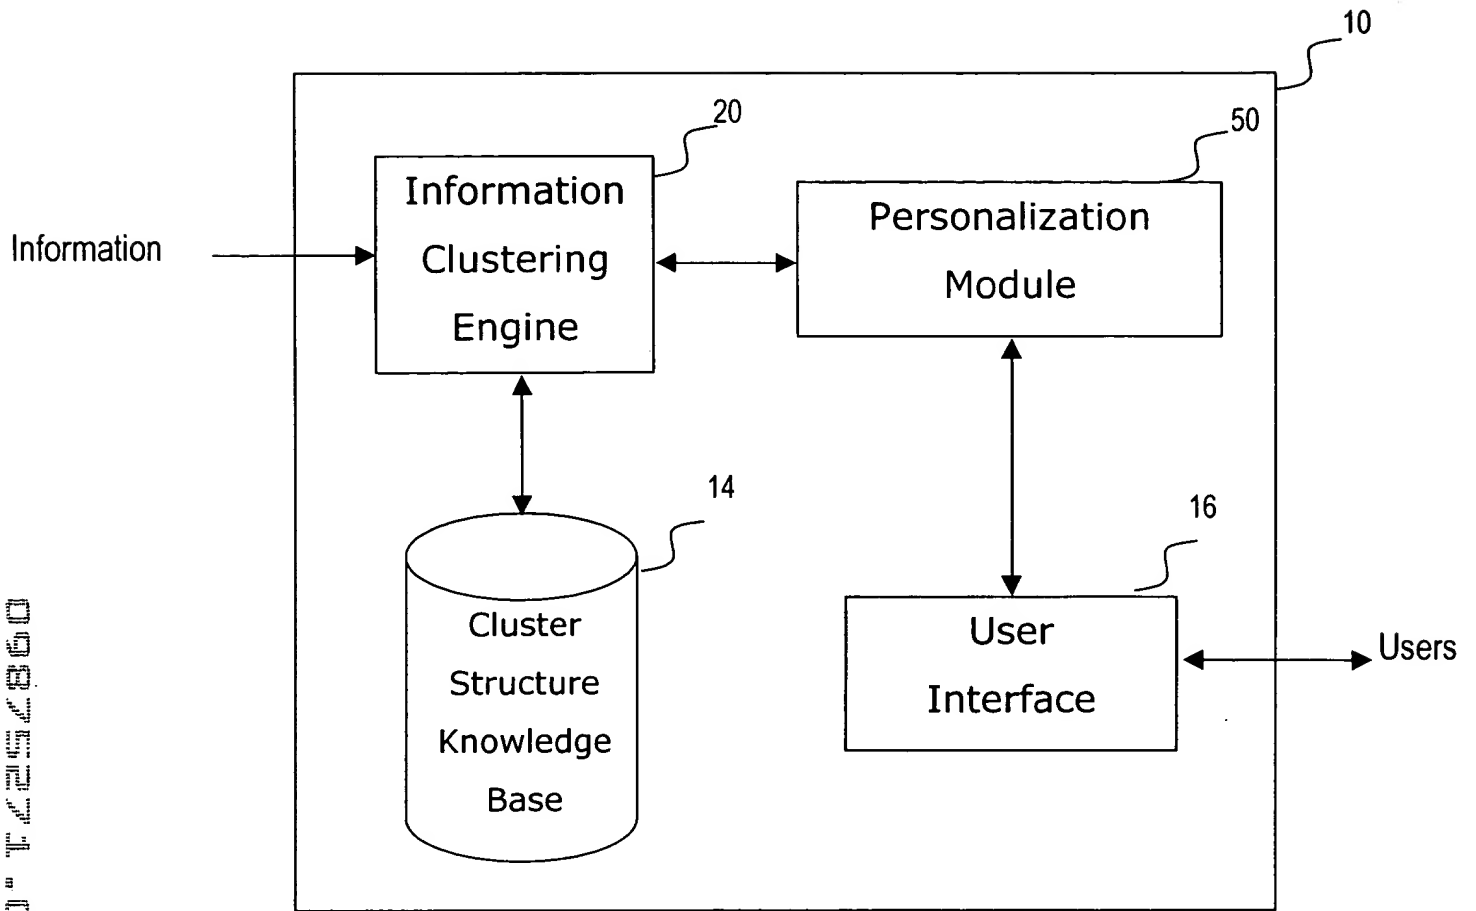 10
20
50
Information
Clustering
Engine
Personalization
Module
Information
14
16
Cluster
Structure
Knowledge
Base
User
Interface
Users